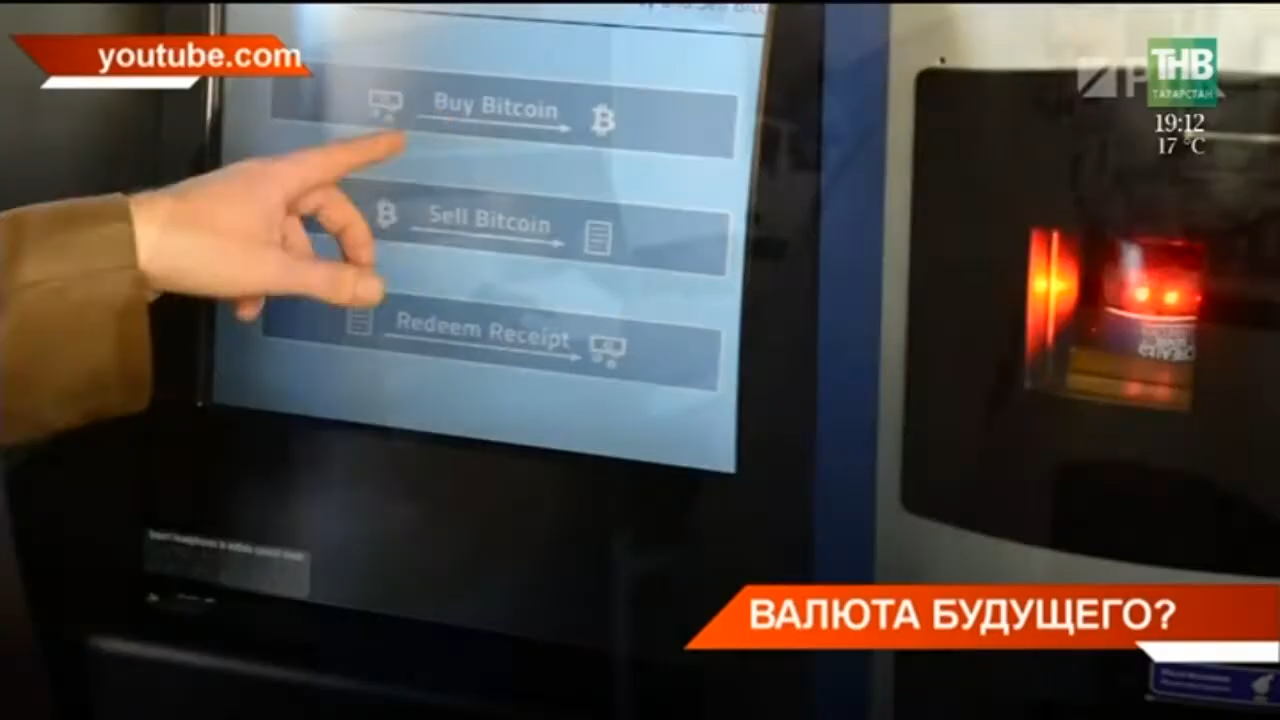 youtube.com
ТНВ
ТАТАРСТАН
19:12
17 °C
Buy Bitcoin
Sell Bitcoin
Redeem Receipt
ВАЛЮТА БУДУЩЕГО?